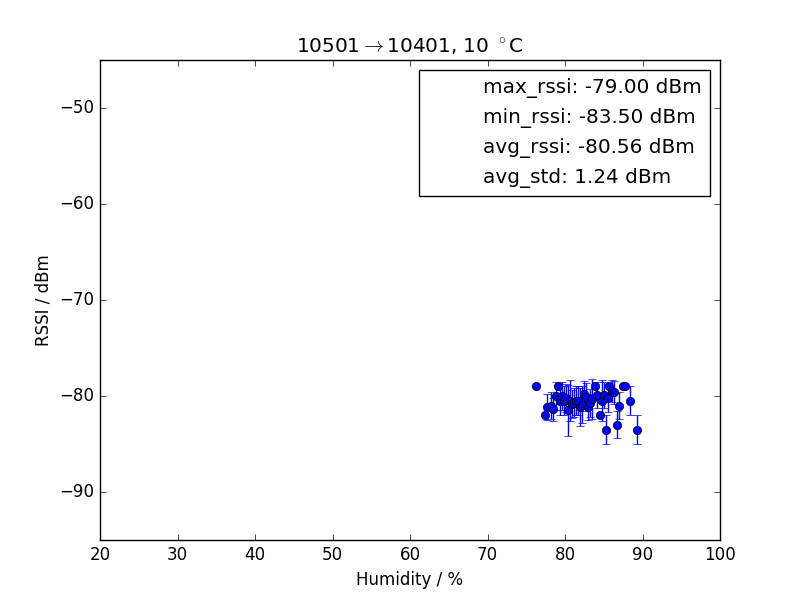 10501→10401, 10 °C
max_rssi: -79.00 dBm
min_rssi: -83.50 dBm
avg_rssi: -80.56 dBm
avg_std: 1.24 dBm
RSSI / dBm
−50
−60
−70
−80
−90
20 30 40 50 60 70 80 90 100
Humidity / %